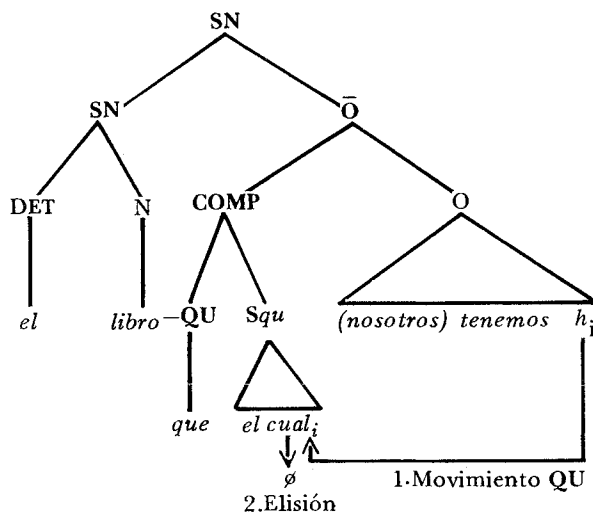 SN
SN Ō
DET N COMP O
el libro –QU Squ (nosotros) tenemos hᵢ
que el cualᵢ
ø 1.Movimiento QU
2.Elisión